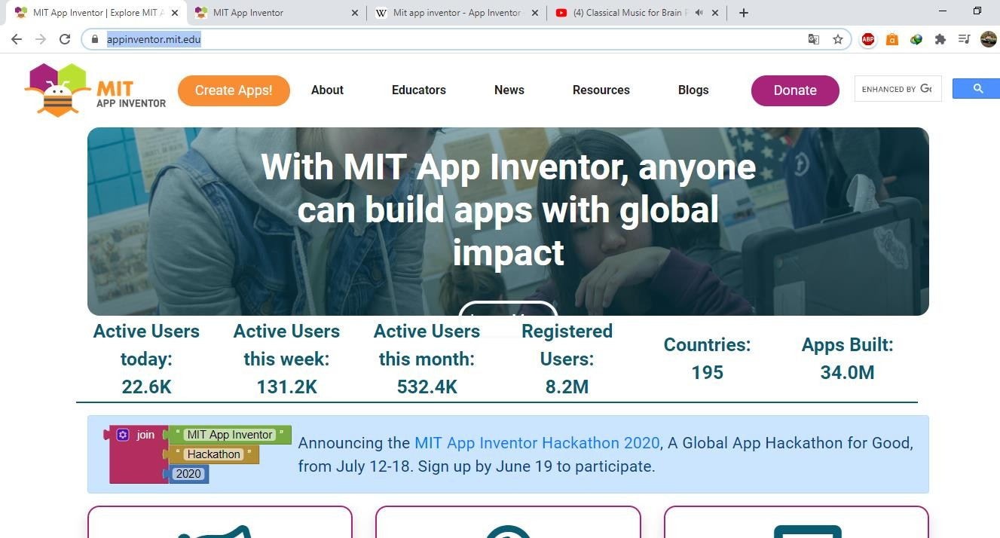 MIT App Inventor | Explore MIT A
MIT App Inventor
Mit app inventor - App Inventor
(4) Classical Music for Brain P
appinventor.mit.edu
ABP
MIT
APP INVENTOR
Create Apps!
About
Educators
News
Resources
Blogs
Donate
ENHANCED BY Go
With MIT App Inventor, anyone
can build apps with global
impact
Active Users
today:
22.6K
Active Users
this week:
131.2K
Active Users
this month:
532.4K
Registered
Users:
8.2M
Countries:
195
Apps Built:
34.0M
join
“ MIT App Inventor ”
“ Hackathon ”
2020
Announcing the MIT App Inventor Hackathon 2020, A Global App Hackathon for Good,
from July 12-18. Sign up by June 19 to participate.